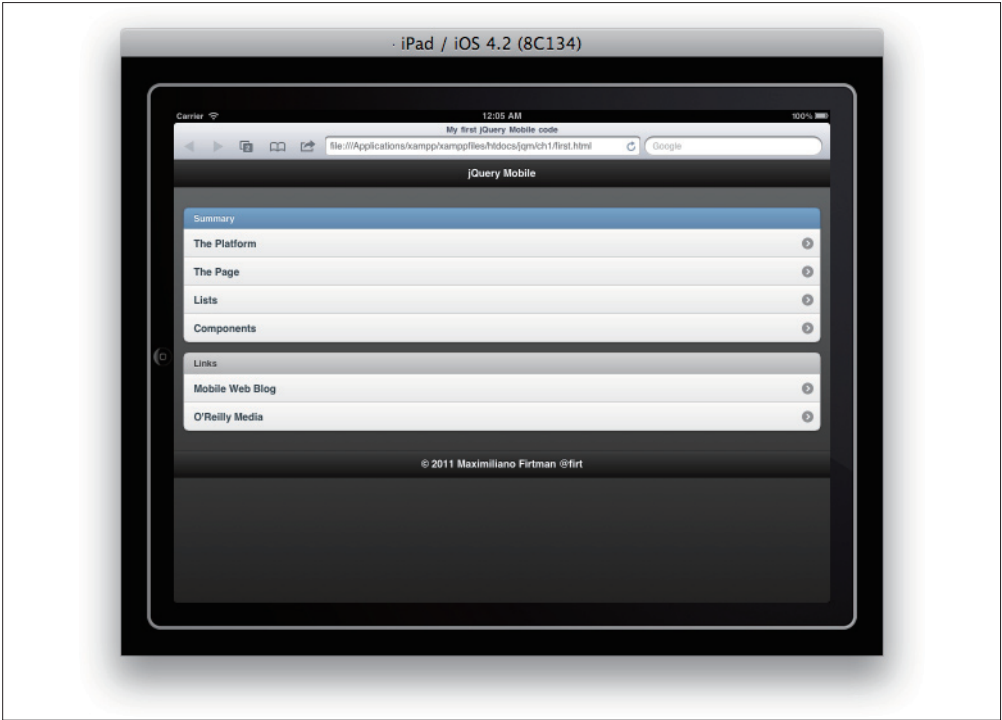 · iPad / iOS 4.2 (8C134)
Carrier 12:05 AM 100%
My first jQuery Mobile code
2 file:///Applications/xampp/xamppfiles/htdocs/jqm/ch1/first.html Google
jQuery Mobile
Summary
The Platform
The Page
Lists
Components
Links
Mobile Web Blog
O'Reilly Media
© 2011 Maximiliano Firtman @firt